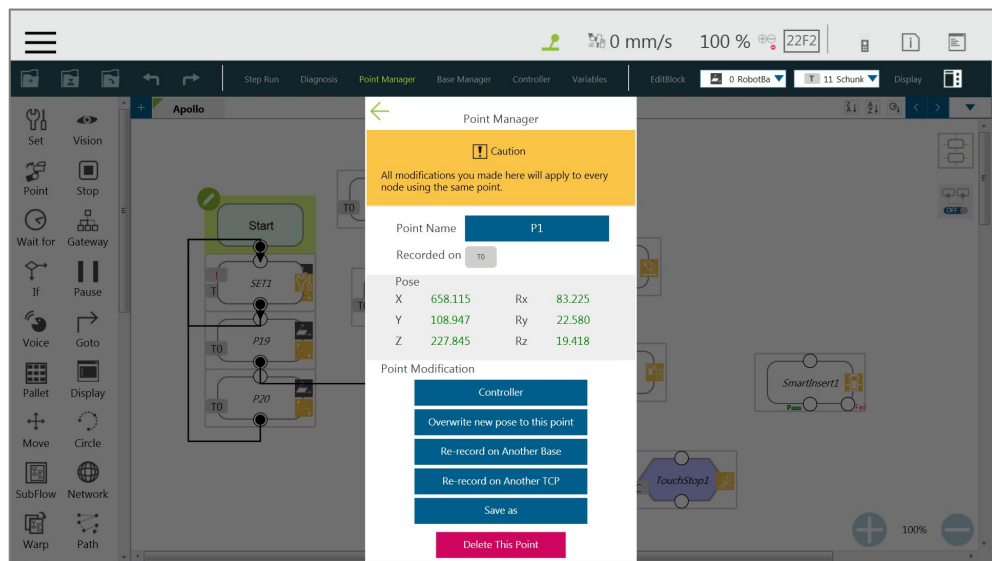 0 mm/s 100 % 22F2
Step Run Diagnosis Point Manager Base Manager Controller Variables EditBlock 0 RobotBa T 11 Schunk Display
+ Apollo
Set Vision
Point Stop
Wait for Gateway
If Pause
Voice Goto
Pallet Display
Move Circle
SubFlow Network
Warp Path
Start
SET1
T
P19
T0
P20
T0
T0
Point Manager
Caution
All modifications you made here will apply to every
node using the same point.
Point Name P1
Recorded on T0
Pose
X 658.115 Rx 83.225
Y 108.947 Ry 22.580
Z 227.845 Rz 19.418
Point Modification
Controller
Overwrite new pose to this point
Re-record on Another Base
Re-record on Another TCP
Save as
Delete This Point
SmartInsert1
Pass Fail
TouchStop1
OFF
100%